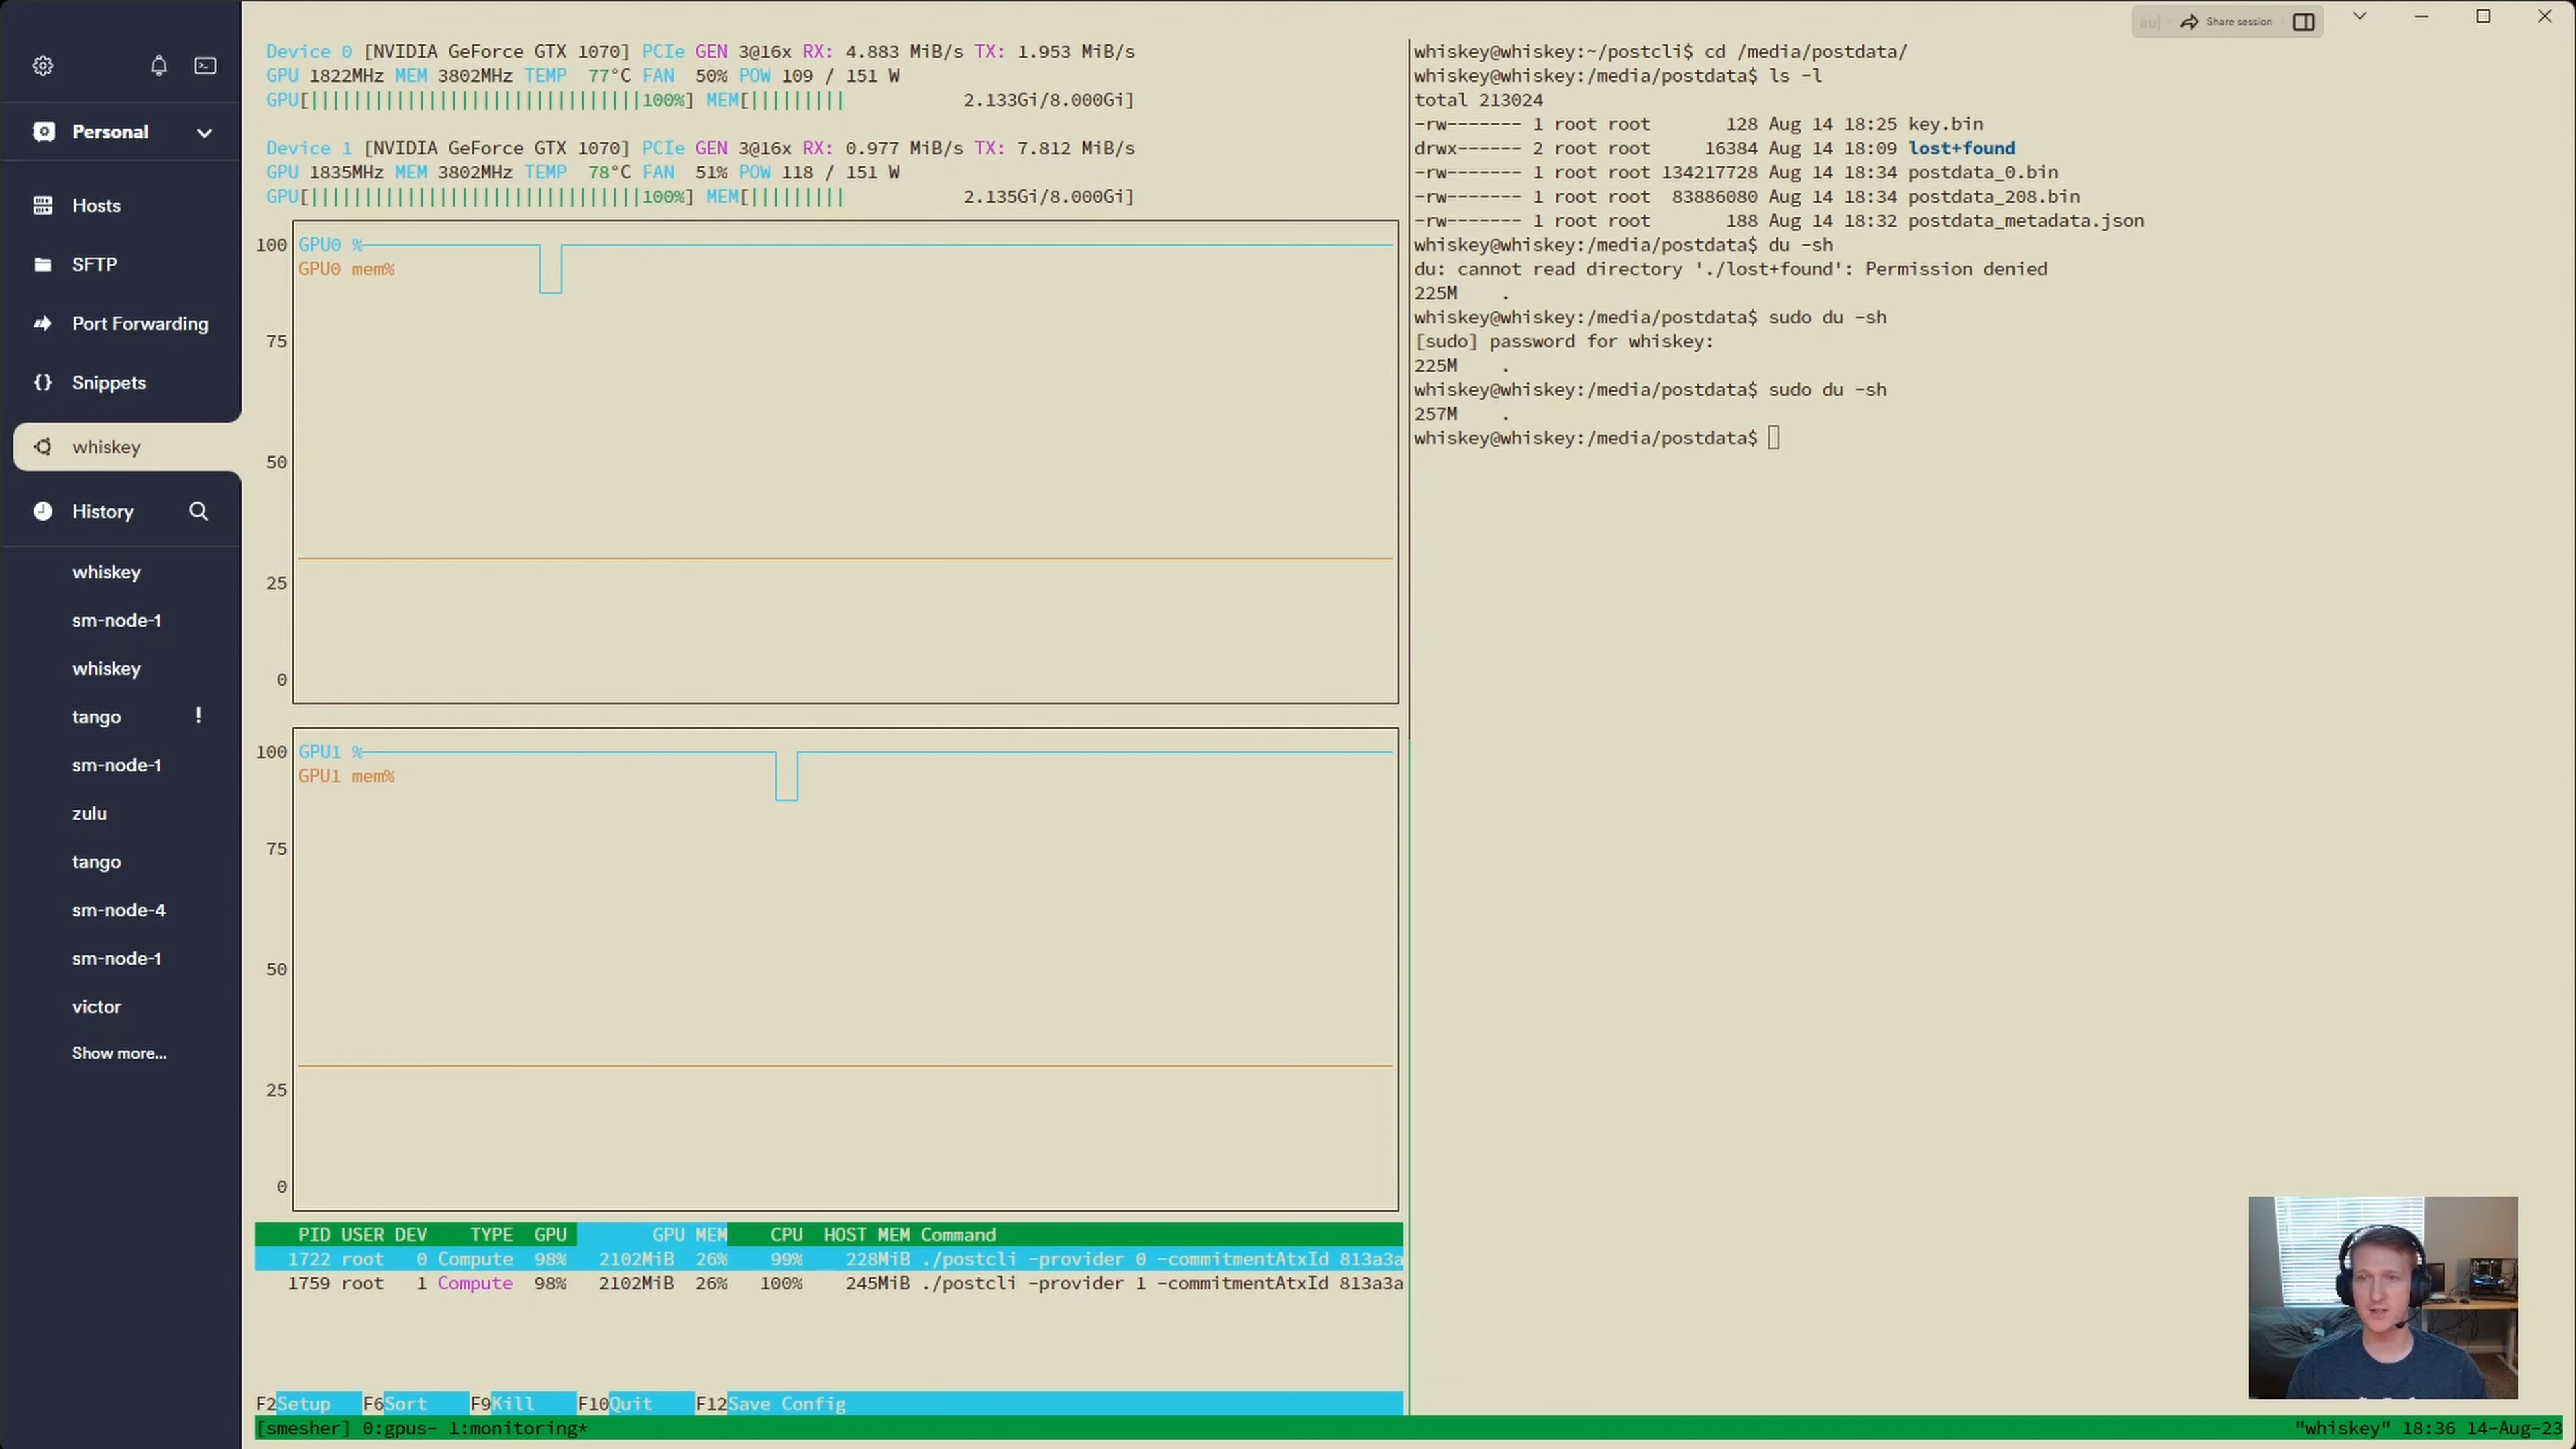 Share session
Personal
Hosts
SFTP
Port Forwarding
Snippets
whiskey
History
whiskey
sm-node-1
whiskey
tango !
sm-node-1
zulu
tango
sm-node-4
sm-node-1
victor
Show more...
Device 0 [NVIDIA GeForce GTX 1070] PCIe GEN 3@16x RX: 4.883 MiB/s TX: 1.953 MiB/s
GPU 1822MHz MEM 3802MHz TEMP 77°C FAN 50% POW 109 / 151 W
GPU[|||||||||||||||||||||||||||||||100%] MEM[||||||||| 2.133Gi/8.000Gi]
Device 1 [NVIDIA GeForce GTX 1070] PCIe GEN 3@16x RX: 0.977 MiB/s TX: 7.812 MiB/s
GPU 1835MHz MEM 3802MHz TEMP 78°C FAN 51% POW 118 / 151 W
GPU[|||||||||||||||||||||||||||||||100%] MEM[||||||||| 2.135Gi/8.000Gi]
100 GPU0 %
GPU0 mem%
75
50
25
0
100 GPU1 %
GPU1 mem%
75
50
25
0
PID USER DEV TYPE GPU GPU MEM CPU HOST MEM Command
1722 root 0 Compute 98% 2102MiB 26% 99% 228MiB ./postcli -provider 0 -commitmentAtxId 813a3a
1759 root 1 Compute 98% 2102MiB 26% 100% 245MiB ./postcli -provider 1 -commitmentAtxId 813a3a
F2Setup F6Sort F9Kill F10Quit F12Save Config
whiskey@whiskey:~/postcli$ cd /media/postdata/
whiskey@whiskey:/media/postdata$ ls -l
total 213024
-rw------- 1 root root 128 Aug 14 18:25 key.bin
drwx------ 2 root root 16384 Aug 14 18:09 lost+found
-rw------- 1 root root 134217728 Aug 14 18:34 postdata_0.bin
-rw------- 1 root root 83886080 Aug 14 18:34 postdata_208.bin
-rw------- 1 root root 188 Aug 14 18:32 postdata_metadata.json
whiskey@whiskey:/media/postdata$ du -sh
du: cannot read directory './lost+found': Permission denied
225M .
whiskey@whiskey:/media/postdata$ sudo du -sh
[sudo] password for whiskey:
225M .
whiskey@whiskey:/media/postdata$ sudo du -sh
257M .
whiskey@whiskey:/media/postdata$
[smesher] 0:gpus- 1:monitoring* "whiskey" 18:36 14-Aug-23